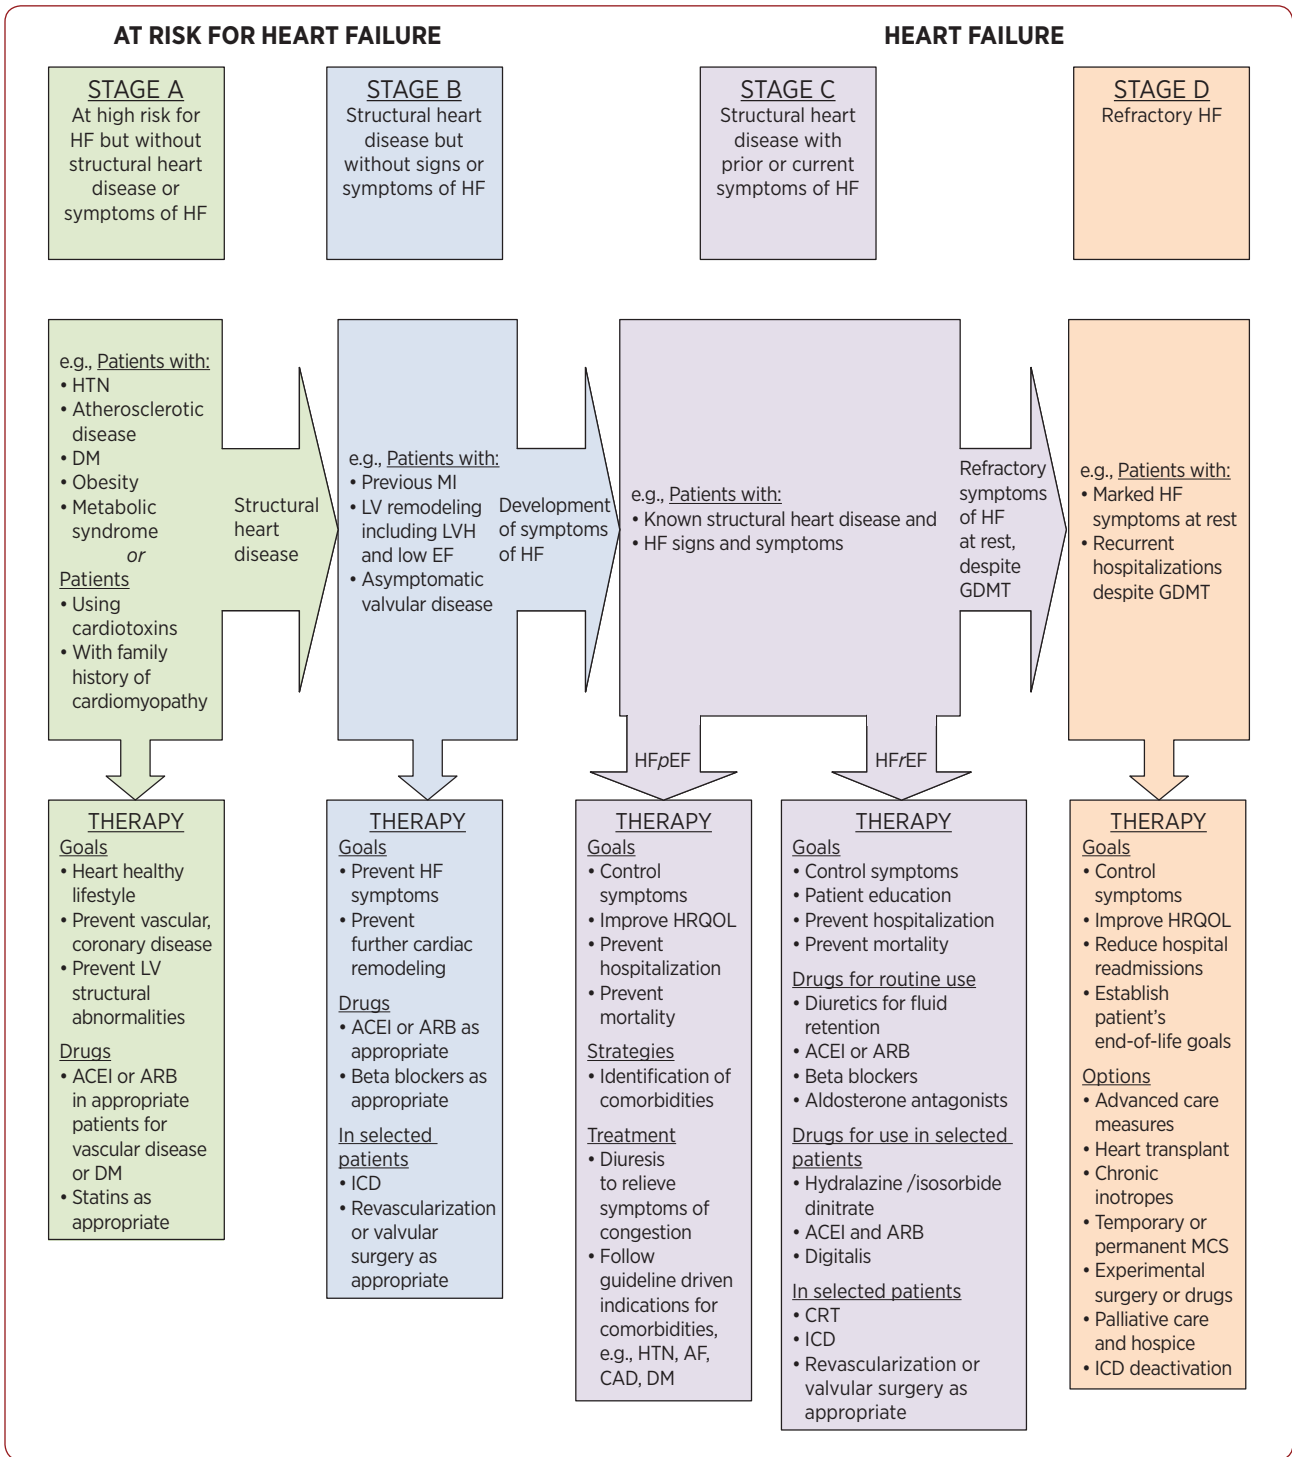 AT RISK FOR HEART FAILURE
HEART FAILURE
STAGE A
At high risk for
HF but without
structural heart
disease or
symptoms of HF
STAGE B
Structural heart
disease but
without signs or
symptoms of HF
STAGE C
Structural heart
disease with
prior or current
symptoms of HF
STAGE D
Refractory HF
e.g., Patients with:
• HTN
• Atherosclerotic
disease
• DM
• Obesity
• Metabolic
syndrome
or
Patients
• Using
cardiotoxins
• With family
history of
cardiomyopathy
Structural
heart
disease
e.g., Patients with:
• Previous MI
• LV remodeling
including LVH
and low EF
• Asymptomatic
valvular disease
Development
of symptoms
of HF
e.g., Patients with:
• Known structural heart disease and
• HF signs and symptoms
Refractory
symptoms
of HF
at rest,
despite
GDMT
e.g., Patients with:
• Marked HF
symptoms at rest
• Recurrent
hospitalizations
despite GDMT
HFpEF
HFrEF
THERAPY
Goals
• Heart healthy
lifestyle
• Prevent vascular,
coronary disease
• Prevent LV
structural
abnormalities
Drugs
• ACEI or ARB
in appropriate
patients for
vascular disease
or DM
• Statins as
appropriate
THERAPY
Goals
• Prevent HF
symptoms
• Prevent
further cardiac
remodeling
Drugs
• ACEI or ARB as
appropriate
• Beta blockers as
appropriate
In selected
patients
• ICD
• Revascularization
or valvular
surgery as
appropriate
THERAPY
Goals
• Control
symptoms
• Improve HRQOL
• Prevent
hospitalization
• Prevent
mortality
Strategies
• Identification of
comorbidities
Treatment
• Diuresis
to relieve
symptoms of
congestion
• Follow
guideline driven
indications for
comorbidities,
e.g., HTN, AF,
CAD, DM
THERAPY
Goals
• Control symptoms
• Patient education
• Prevent hospitalization
• Prevent mortality
Drugs for routine use
• Diuretics for fluid
retention
• ACEI or ARB
• Beta blockers
• Aldosterone antagonists
Drugs for use in selected
patients
• Hydralazine /isosorbide
dinitrate
• ACEI and ARB
• Digitalis
In selected patients
• CRT
• ICD
• Revascularization or
valvular surgery as
appropriate
THERAPY
Goals
• Control
symptoms
• Improve HRQOL
• Reduce hospital
readmissions
• Establish
patient's
end-of-life goals
Options
• Advanced care
measures
• Heart transplant
• Chronic
inotropes
• Temporary or
permanent MCS
• Experimental
surgery or drugs
• Palliative care
and hospice
• ICD deactivation